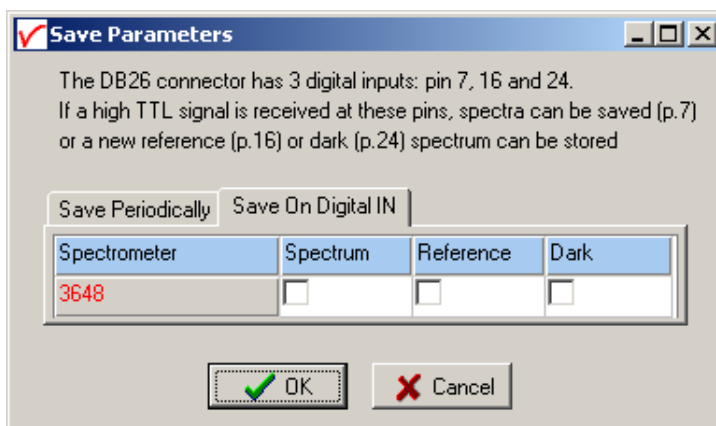 Save Parameters
The DB26 connector has 3 digital inputs: pin 7, 16 and 24.
If a high TTL signal is received at these pins, spectra can be saved (p.7)
or a new reference (p.16) or dark (p.24) spectrum can be stored
Save Periodically Save On Digital IN
Spectrometer Spectrum Reference Dark
3648
OK Cancel